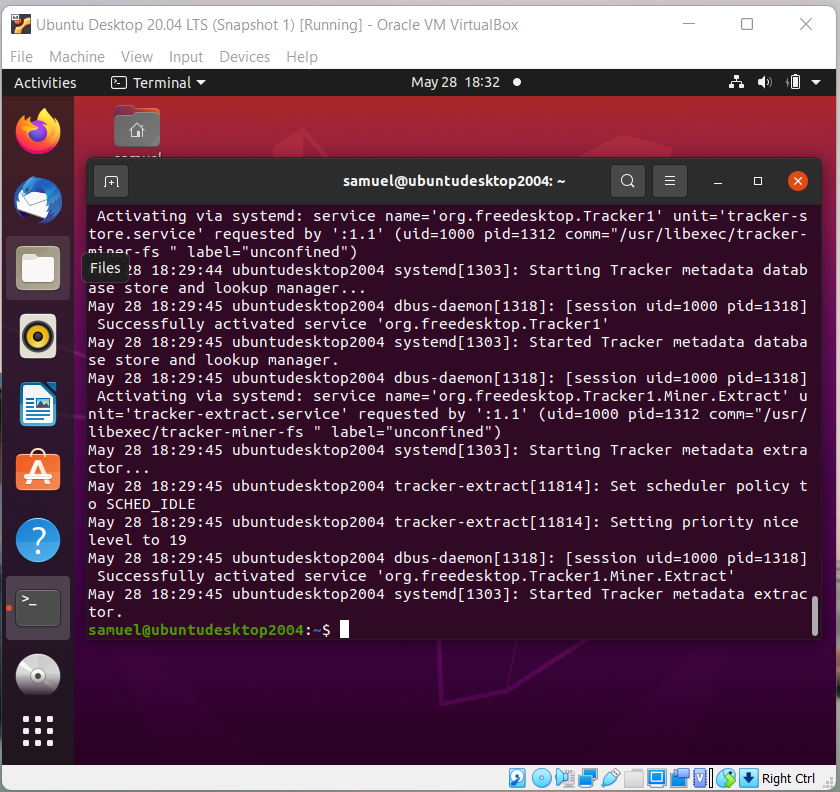 Ubuntu Desktop 20.04 LTS (Snapshot 1) [Running] - Oracle VM VirtualBox
File Machine View Input Devices Help
Activities Terminal May 28 18:32
samuel@ubuntudesktop2004: ~
Activating via systemd: service name='org.freedesktop.Tracker1' unit='tracker-s
tore.service' requested by ':1.1' (uid=1000 pid=1312 comm="/usr/libexec/tracker-
miner-fs " label="unconfined")
Files
28 18:29:44 ubuntudesktop2004 systemd[1303]: Starting Tracker metadata datab
ase store and lookup manager...
May 28 18:29:45 ubuntudesktop2004 dbus-daemon[1318]: [session uid=1000 pid=1318]
Successfully activated service 'org.freedesktop.Tracker1'
May 28 18:29:45 ubuntudesktop2004 systemd[1303]: Started Tracker metadata databa
se store and lookup manager.
May 28 18:29:45 ubuntudesktop2004 dbus-daemon[1318]: [session uid=1000 pid=1318]
Activating via systemd: service name='org.freedesktop.Tracker1.Miner.Extract' u
nit='tracker-extract.service' requested by ':1.1' (uid=1000 pid=1312 comm="/usr/
libexec/tracker-miner-fs " label="unconfined")
May 28 18:29:45 ubuntudesktop2004 systemd[1303]: Starting Tracker metadata extra
ctor...
May 28 18:29:45 ubuntudesktop2004 tracker-extract[11814]: Set scheduler policy t
o SCHED_IDLE
May 28 18:29:45 ubuntudesktop2004 tracker-extract[11814]: Setting priority nice
level to 19
May 28 18:29:45 ubuntudesktop2004 dbus-daemon[1318]: [session uid=1000 pid=1318]
Successfully activated service 'org.freedesktop.Tracker1.Miner.Extract'
May 28 18:29:45 ubuntudesktop2004 systemd[1303]: Started Tracker metadata extrac
tor.
samuel@ubuntudesktop2004:~$
Right Ctrl